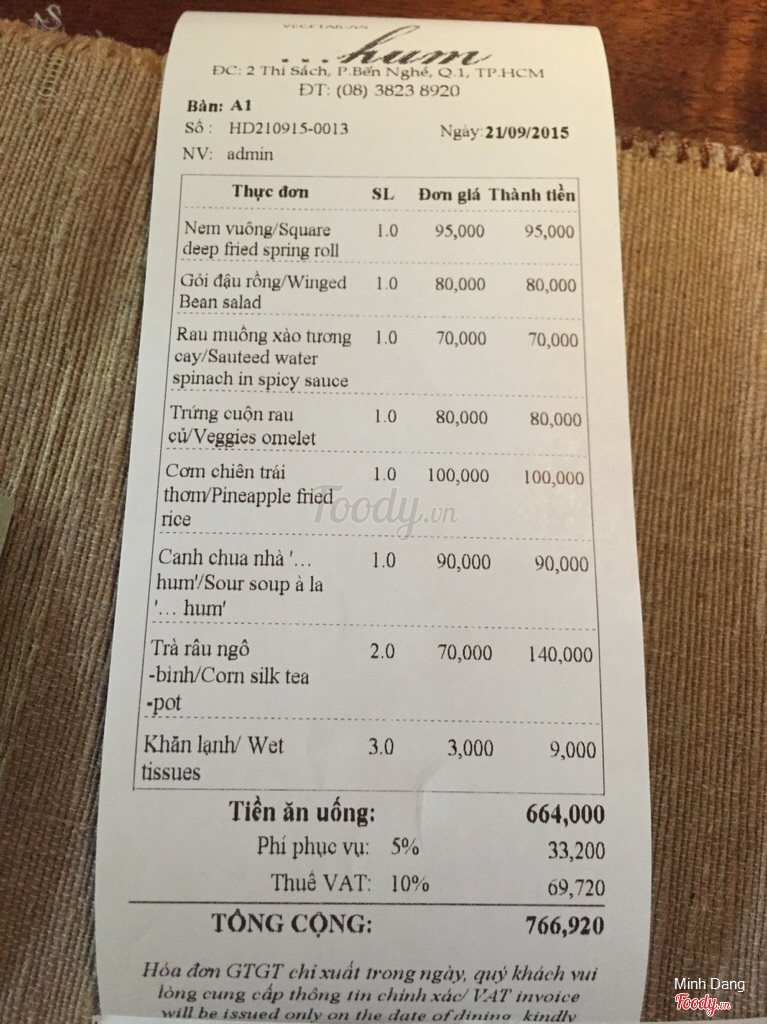 VEGETARIAN
...hum
ĐC: 2 Thi Sách, P.Bến Nghé, Q.1, TP.HCM
ĐT: (08) 3823 8920
Bàn: A1
Số : HD210915-0013 Ngày: 21/09/2015
NV: admin
Thực đơn SL Đơn giá Thành tiền
Nem vuông/Square 1.0 95,000 95,000
deep fried spring roll
Gỏi đậu rồng/Winged 1.0 80,000 80,000
Bean salad
Rau muống xào tương 1.0 70,000 70,000
cay/Sauteed water
spinach in spicy sauce
Trứng cuộn rau 1.0 80,000 80,000
củ/Veggies omelet
Cơm chiên trái 1.0 100,000 100,000
thơm/Pineapple fried
rice
Canh chua nhà '... 1.0 90,000 90,000
hum'/Sour soup à la
'... hum'
Trà râu ngô 2.0 70,000 140,000
-bình/Corn silk tea
-pot
Khăn lạnh/ Wet 3.0 3,000 9,000
tissues
Tiền ăn uống: 664,000
Phí phục vụ: 5% 33,200
Thuế VAT: 10% 69,720
TỔNG CỘNG: 766,920
Hóa đơn GTGT chỉ xuất trong ngày, quý khách vui
lòng cung cấp thông tin chính xác/ VAT invoice
will be issued only on the date of dining, kindly
Foody.vn
Minh Dang
Foody.vn